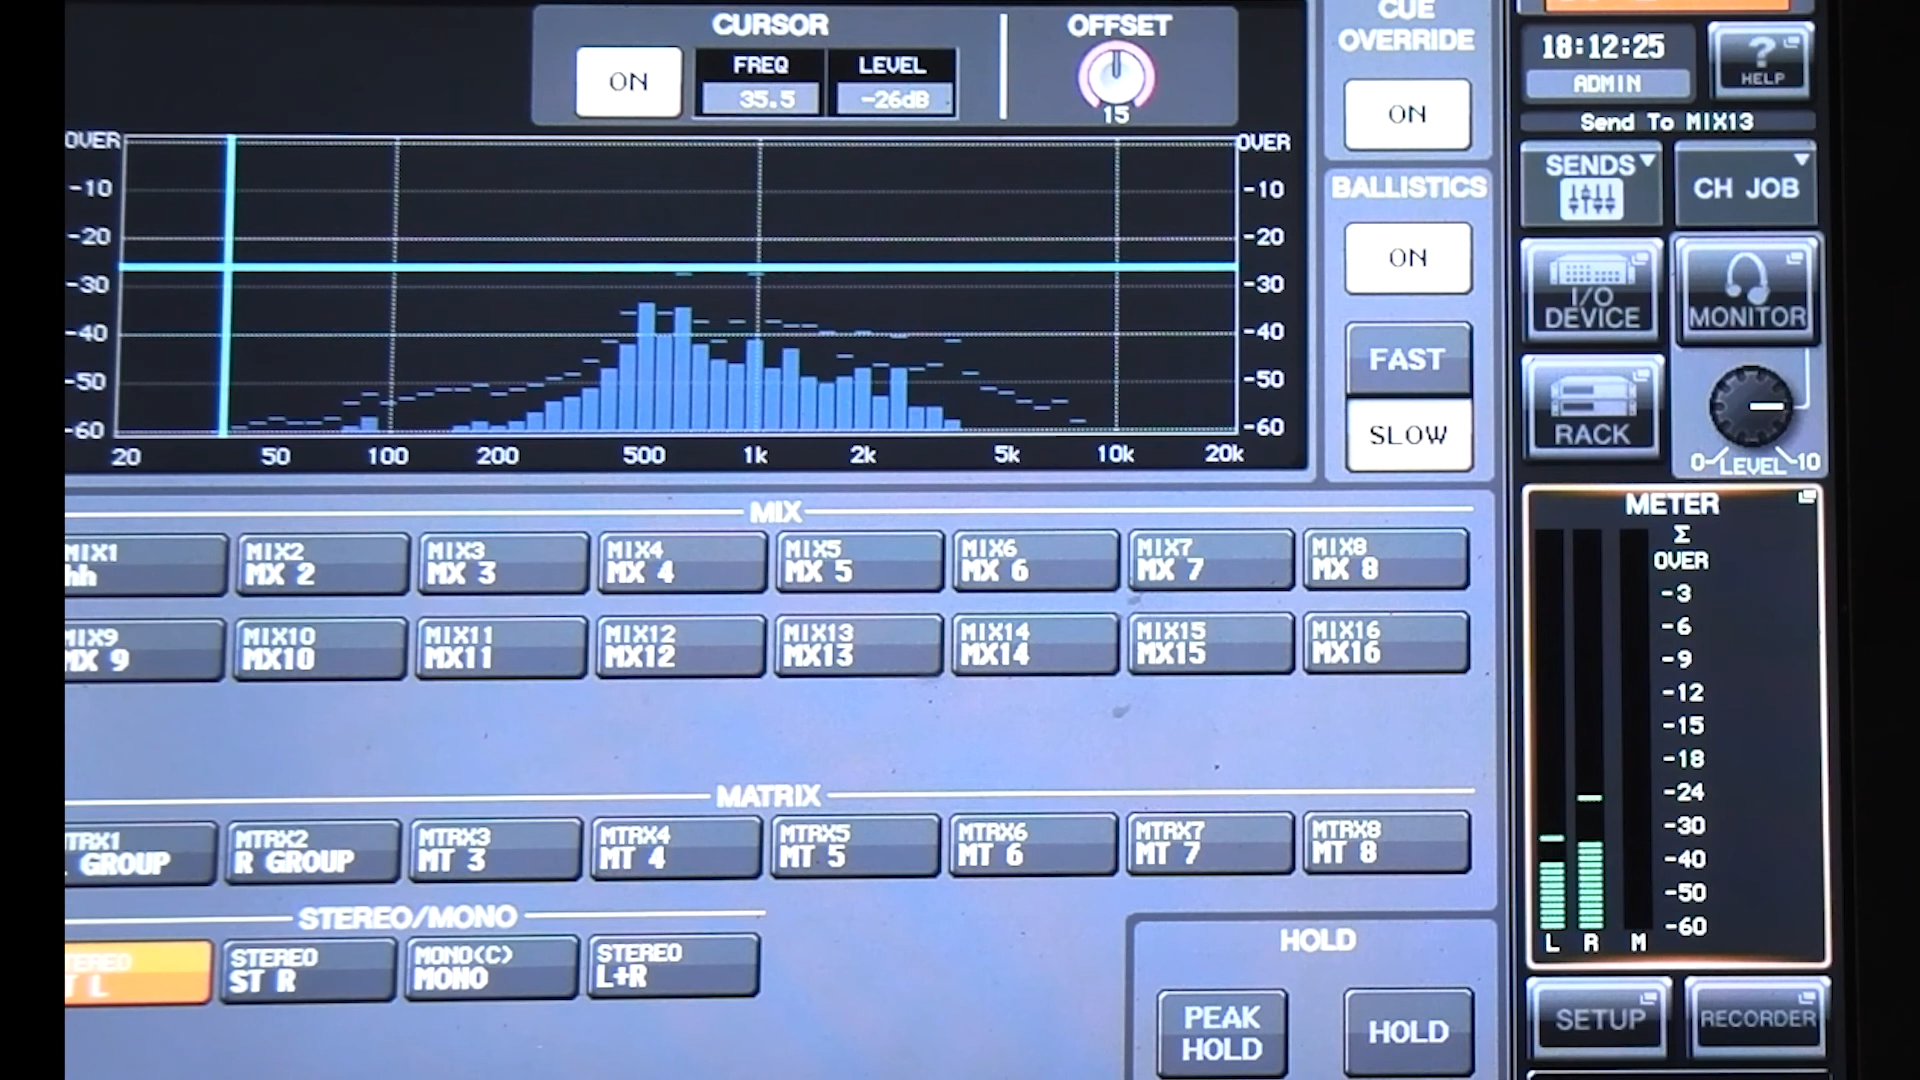 CURSOR
OFFSET
ON
FREQ
LEVEL
35.5
-26dB
15
CUE
OVERRIDE
ON
18:12:25
ADMIN
?
HELP
Send To MIX13
SENDS
CH JOB
OVER
-10
-20
-30
-40
-50
-60
OVER
-10
-20
-30
-40
-50
-60
20
50
100
200
500
1k
2k
5k
10k
20k
BALLISTICS
ON
FAST
SLOW
I/O
DEVICE
MONITOR
RACK
0 LEVEL 10
MIX
MIX1
hh
MIX2
MX 2
MIX3
MX 3
MIX4
MX 4
MIX5
MX 5
MIX6
MX 6
MIX7
MX 7
MIX8
MX 8
MIX9
MX 9
MIX10
MX10
MIX11
MX11
MIX12
MX12
MIX13
MX13
MIX14
MX14
MIX15
MX15
MIX16
MX16
MATRIX
TRX1
GROUP
MTRX2
R GROUP
MTRX3
MT 3
MTRX4
MT 4
MTRX5
MT 5
MTRX6
MT 6
MTRX7
MT 7
MTRX8
MT 8
STEREO/MONO
TEREO
T L
STEREO
ST R
MONO(C)
MONO
STEREO
L+R
HOLD
PEAK
HOLD
HOLD
METER
Σ
OVER
-3
-6
-9
-12
-15
-18
-24
-30
-40
-50
-60
L R M
SETUP
RECORDER